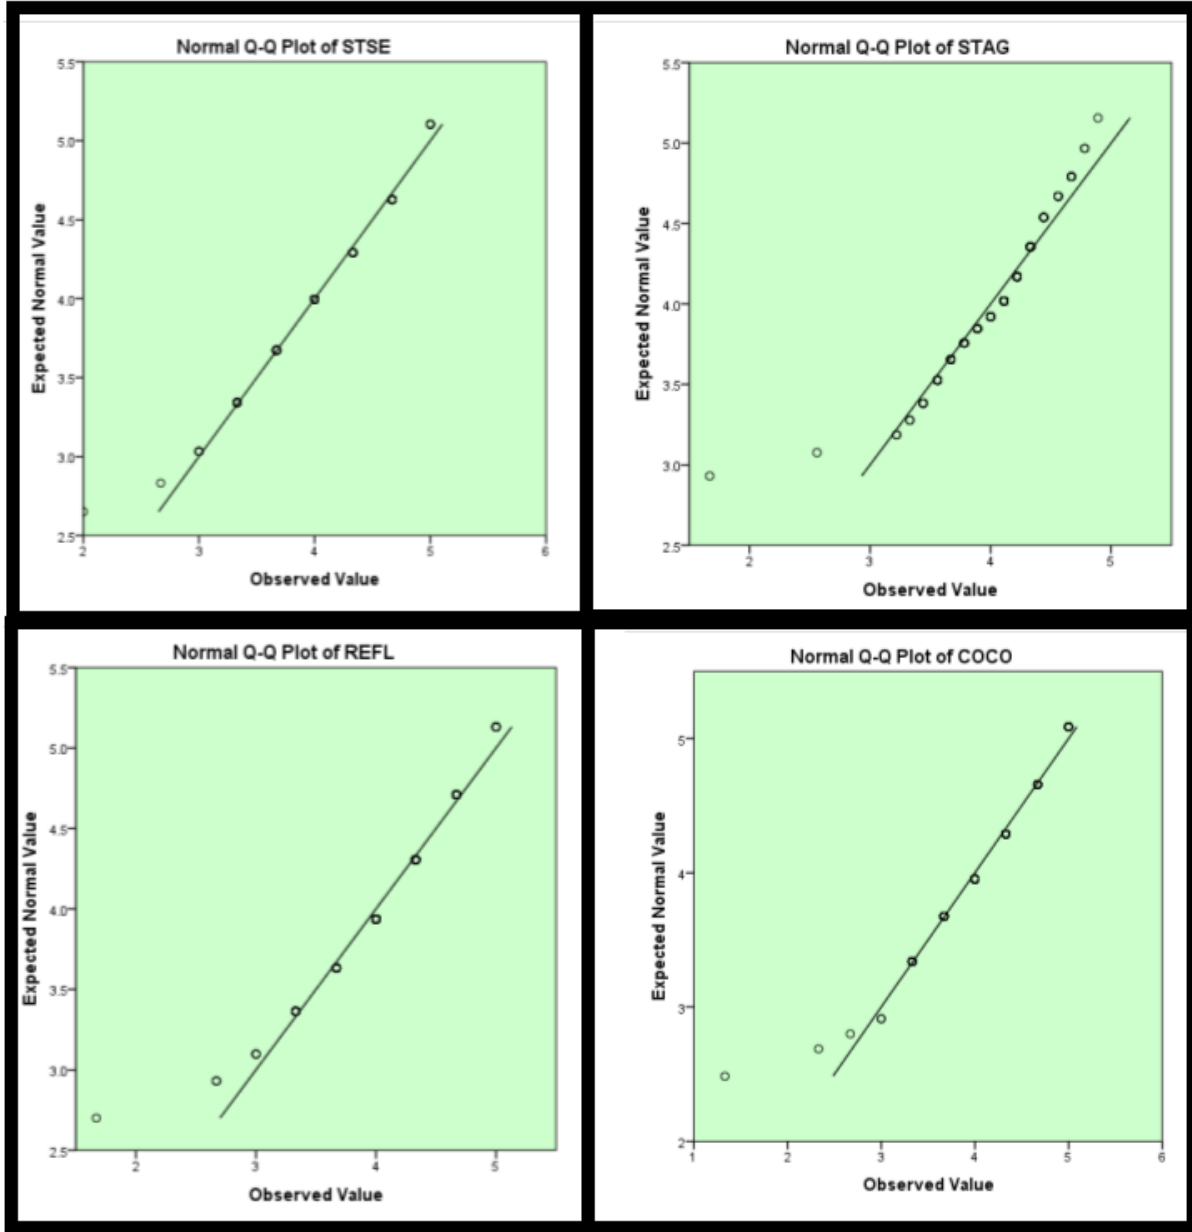 Normal Q-Q Plot of STSE
5.5
5.0
4.5
4.0
3.5
3.0
2.5
2 3 4 5 6
Expected Normal Value
Observed Value
Normal Q-Q Plot of STAG
5.5
5.0
4.5
4.0
3.5
3.0
2.5
2 3 4 5
Expected Normal Value
Observed Value
Normal Q-Q Plot of REFL
5.5
5.0
4.5
4.0
3.5
3.0
2.5
2 3 4 5
Expected Normal Value
Observed Value
Normal Q-Q Plot of COCO
5
4
3
2
1 2 3 4 5 6
Expected Normal Value
Observed Value